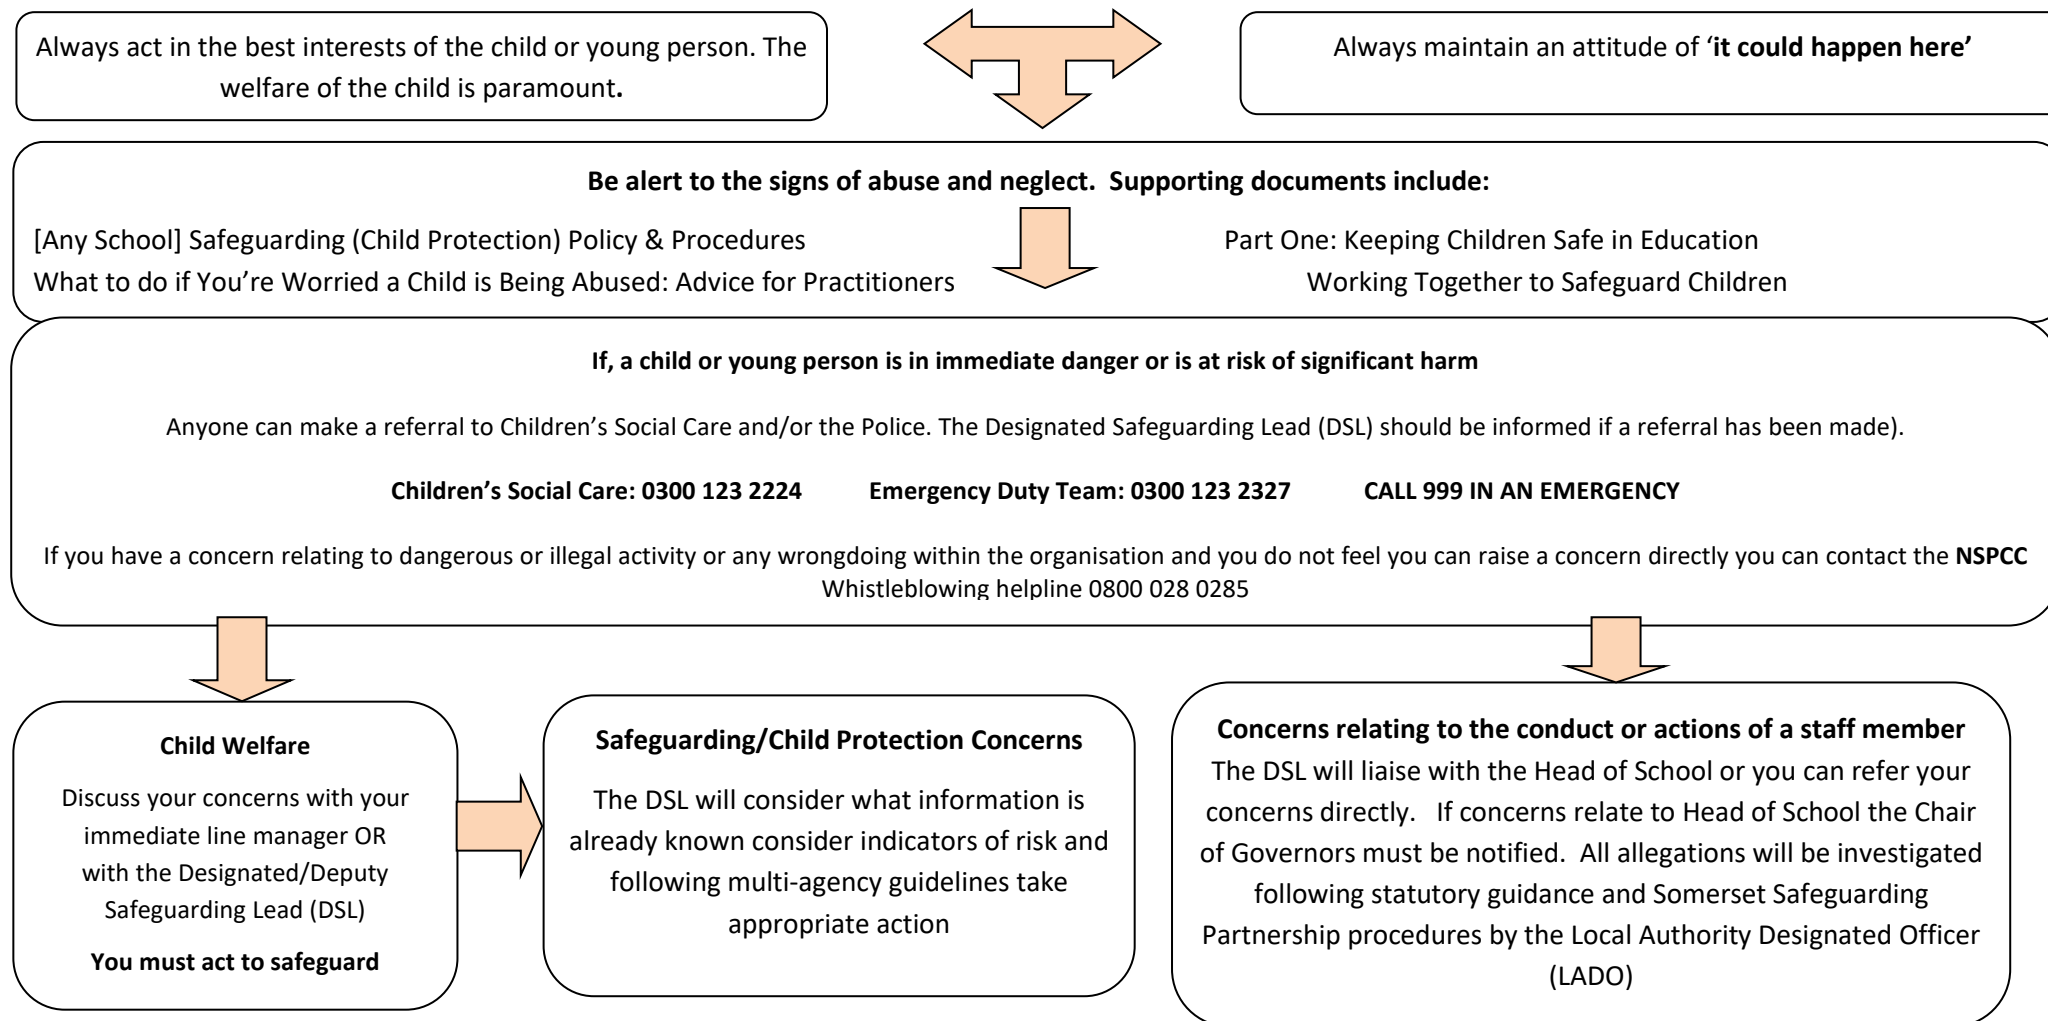 Always act in the best interests of the child or young person. The
welfare of the child is paramount.
Always maintain an attitude of ‘it could happen here’
Be alert to the signs of abuse and neglect.  Supporting documents include:
[Any School] Safeguarding (Child Protection) Policy & Procedures
Part One: Keeping Children Safe in Education
What to do if You’re Worried a Child is Being Abused: Advice for Practitioners
Working Together to Safeguard Children
If, a child or young person is in immediate danger or is at risk of significant harm
Anyone can make a referral to Children’s Social Care and/or the Police. The Designated Safeguarding Lead (DSL) should be informed if a referral has been made).
Children’s Social Care: 0300 123 2224 Emergency Duty Team: 0300 123 2327 CALL 999 IN AN EMERGENCY
If you have a concern relating to dangerous or illegal activity or any wrongdoing within the organisation and you do not feel you can raise a concern directly you can contact the NSPCC
Whistleblowing helpline 0800 028 0285
Child Welfare
Discuss your concerns with your
immediate line manager OR
with the Designated/Deputy
Safeguarding Lead (DSL)
You must act to safeguard
Safeguarding/Child Protection Concerns
The DSL will consider what information is
already known consider indicators of risk and
following multi-agency guidelines take
appropriate action
Concerns relating to the conduct or actions of a staff member
The DSL will liaise with the Head of School or you can refer your
concerns directly.   If concerns relate to Head of School the Chair
of Governors must be notified.  All allegations will be investigated
following statutory guidance and Somerset Safeguarding
Partnership procedures by the Local Authority Designated Officer
(LADO)